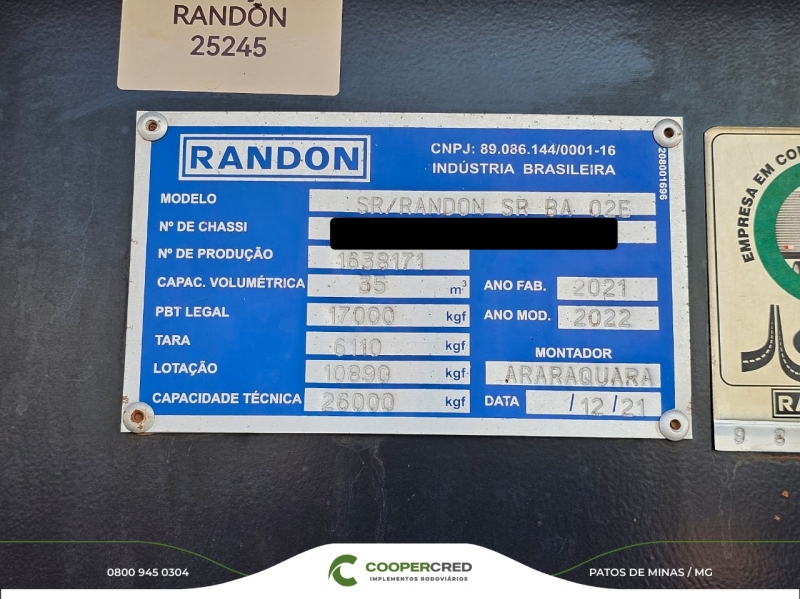 RANDON
25245
RANDON
CNPJ: 89.086.144/0001-16
INDÚSTRIA BRASILEIRA
208001696
MODELO SR/RANDON SR BA 02E
Nº DE CHASSI
Nº DE PRODUÇÃO 1638171
CAPAC. VOLUMÉTRICA 35 m³
ANO FAB. 2021
PBT LEGAL 17000 kgf
ANO MOD. 2022
TARA 6110 kgf
MONTADOR
LOTAÇÃO 10890 kgf
ARARAQUARA
CAPACIDADE TÉCNICA 26000 kgf
DATA /12/21
EMPRESA EM
0800 945 0304
COOPERCRED
IMPLEMENTOS RODOVIÁRIOS
PATOS DE MINAS / MG